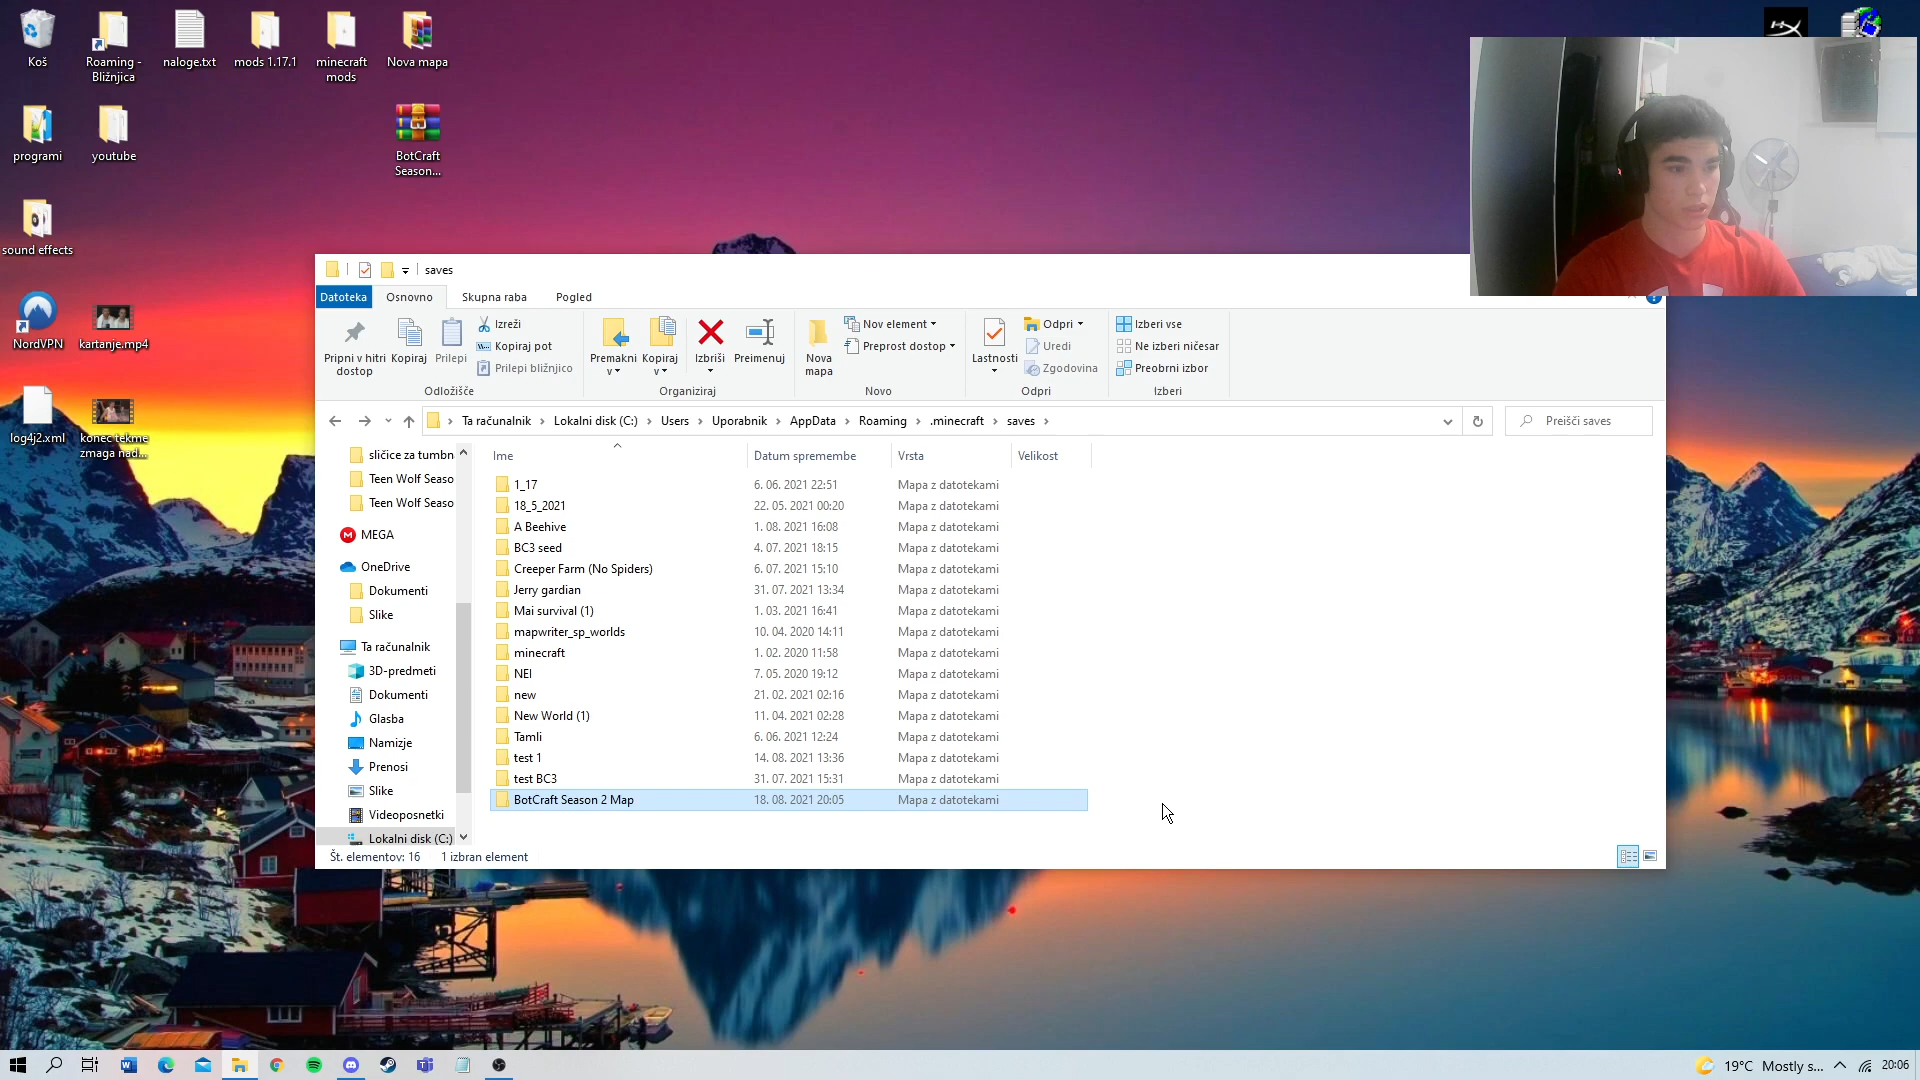 Koš
Roaming -
Bližnjica
naloge.txt
mods 1.17.1
minecraft
mods
Nova mapa
programi
youtube
BotCraft
Season...
sound effects
NordVPN
kartanje.mp4
log4j2.xml
konec tekme
zmaga nad...
saves
Datoteka
Osnovno
Skupna raba
Pogled
Pripni v hitri
dostop
Kopiraj
Prilepi
Izreži
Kopiraj pot
Prilepi bližnjico
Odložišče
Premakni
v
Kopiraj
v
Izbriši
Preimenuj
Organiziraj
Nova
mapa
Nov element
Preprost dostop
Novo
Lastnosti
Odpri
Uredi
Zgodovina
Odpri
Izberi vse
Ne izberi ničesar
Preobrni izbor
Izberi
Ta računalnik
Lokalni disk (C:)
Users
Uporabnik
AppData
Roaming
.minecraft
saves
Preišči saves
sličice za tumbn
Teen Wolf Seaso
Teen Wolf Seaso
MEGA
OneDrive
Dokumenti
Slike
Ta računalnik
3D-predmeti
Dokumenti
Glasba
Namizje
Prenosi
Slike
Videoposnetki
Lokalni disk (C:)
Ime Datum spremembe Vrsta Velikost
1_17 6. 06. 2021 22:51 Mapa z datotekami
18_5_2021 22. 05. 2021 00:20 Mapa z datotekami
A Beehive 1. 08. 2021 16:08 Mapa z datotekami
BC3 seed 4. 07. 2021 18:15 Mapa z datotekami
Creeper Farm (No Spiders) 6. 07. 2021 15:10 Mapa z datotekami
Jerry gardian 31. 07. 2021 13:34 Mapa z datotekami
Mai survival (1) 1. 03. 2021 16:41 Mapa z datotekami
mapwriter_sp_worlds 10. 04. 2020 14:11 Mapa z datotekami
minecraft 1. 02. 2020 11:58 Mapa z datotekami
NEI 7. 05. 2020 19:12 Mapa z datotekami
new 21. 02. 2021 02:16 Mapa z datotekami
New World (1) 11. 04. 2021 02:28 Mapa z datotekami
Tamli 6. 06. 2021 12:24 Mapa z datotekami
test 1 14. 08. 2021 13:36 Mapa z datotekami
test BC3 31. 07. 2021 15:31 Mapa z datotekami
BotCraft Season 2 Map 18. 08. 2021 20:05 Mapa z datotekami
Št. elementov: 16 1 izbran element
19°C Mostly s... 20:06